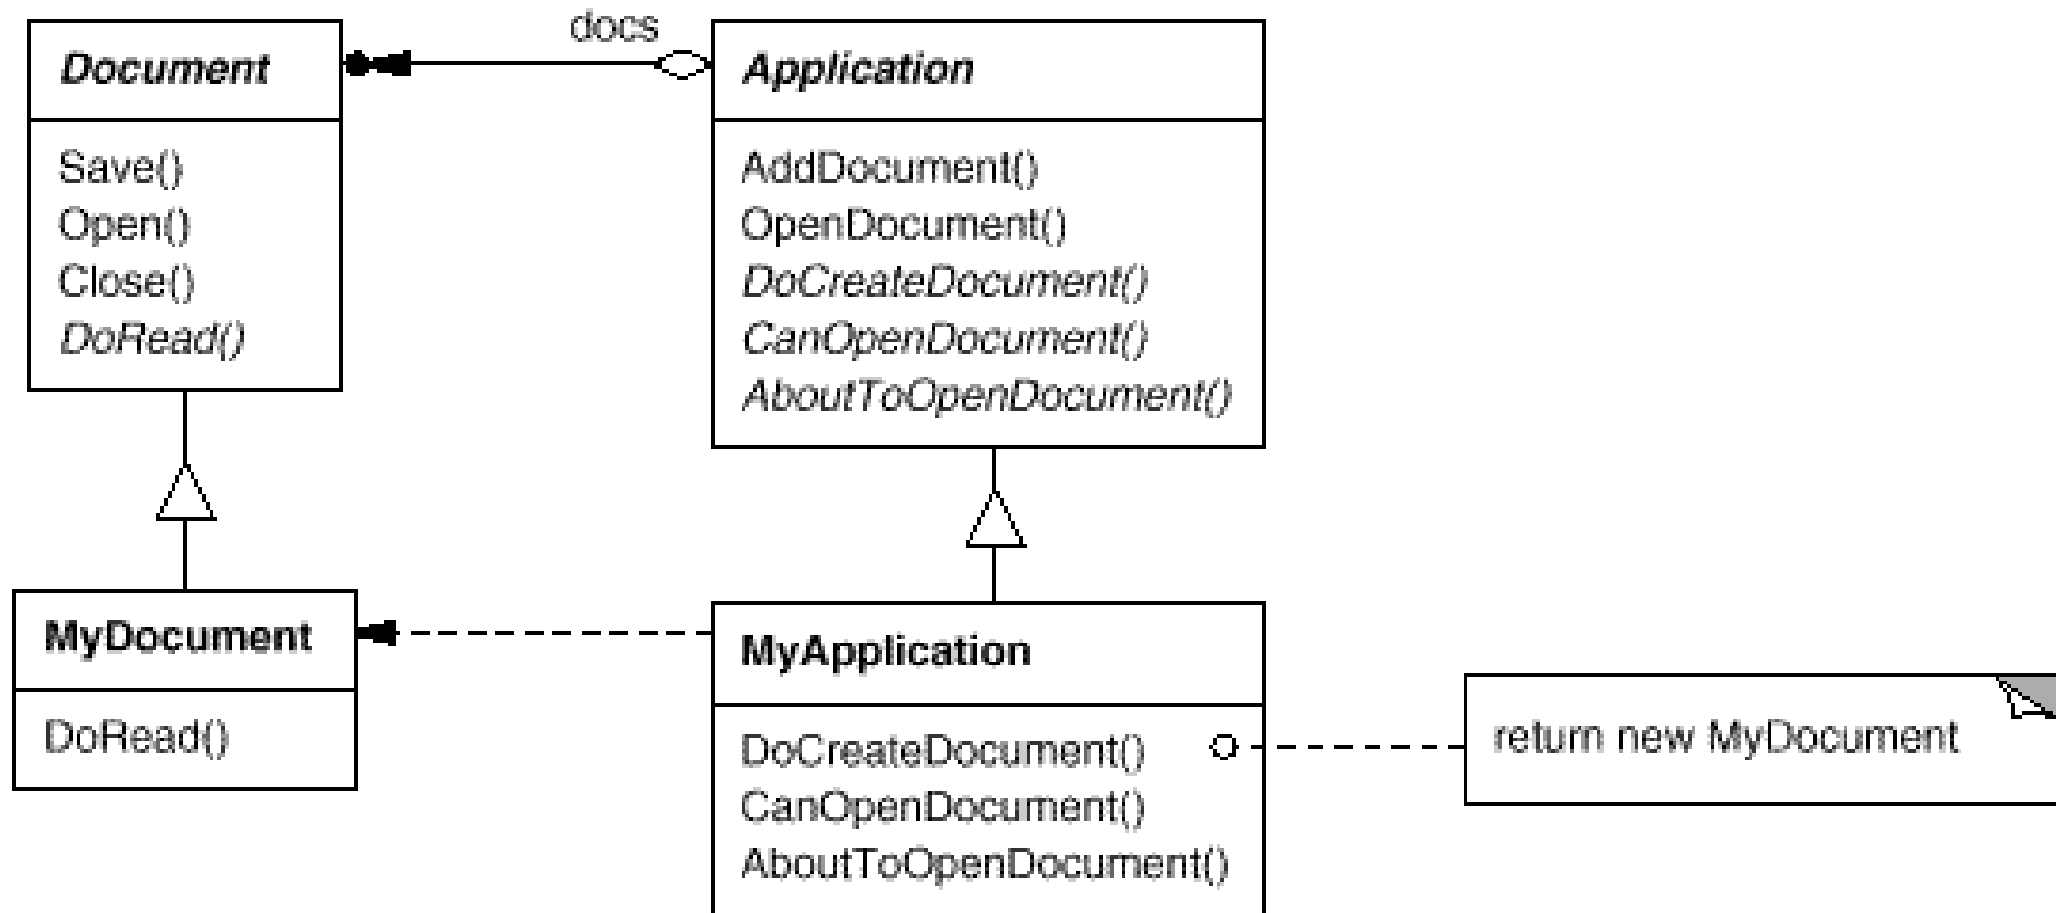 docs
Document
Save()
Open()
Close()
DoRead()
Application
AddDocument()
OpenDocument()
DoCreateDocument()
CanOpenDocument()
AboutToOpenDocument()
MyDocument
DoRead()
MyApplication
DoCreateDocument()
CanOpenDocument()
AboutToOpenDocument()
return new MyDocument